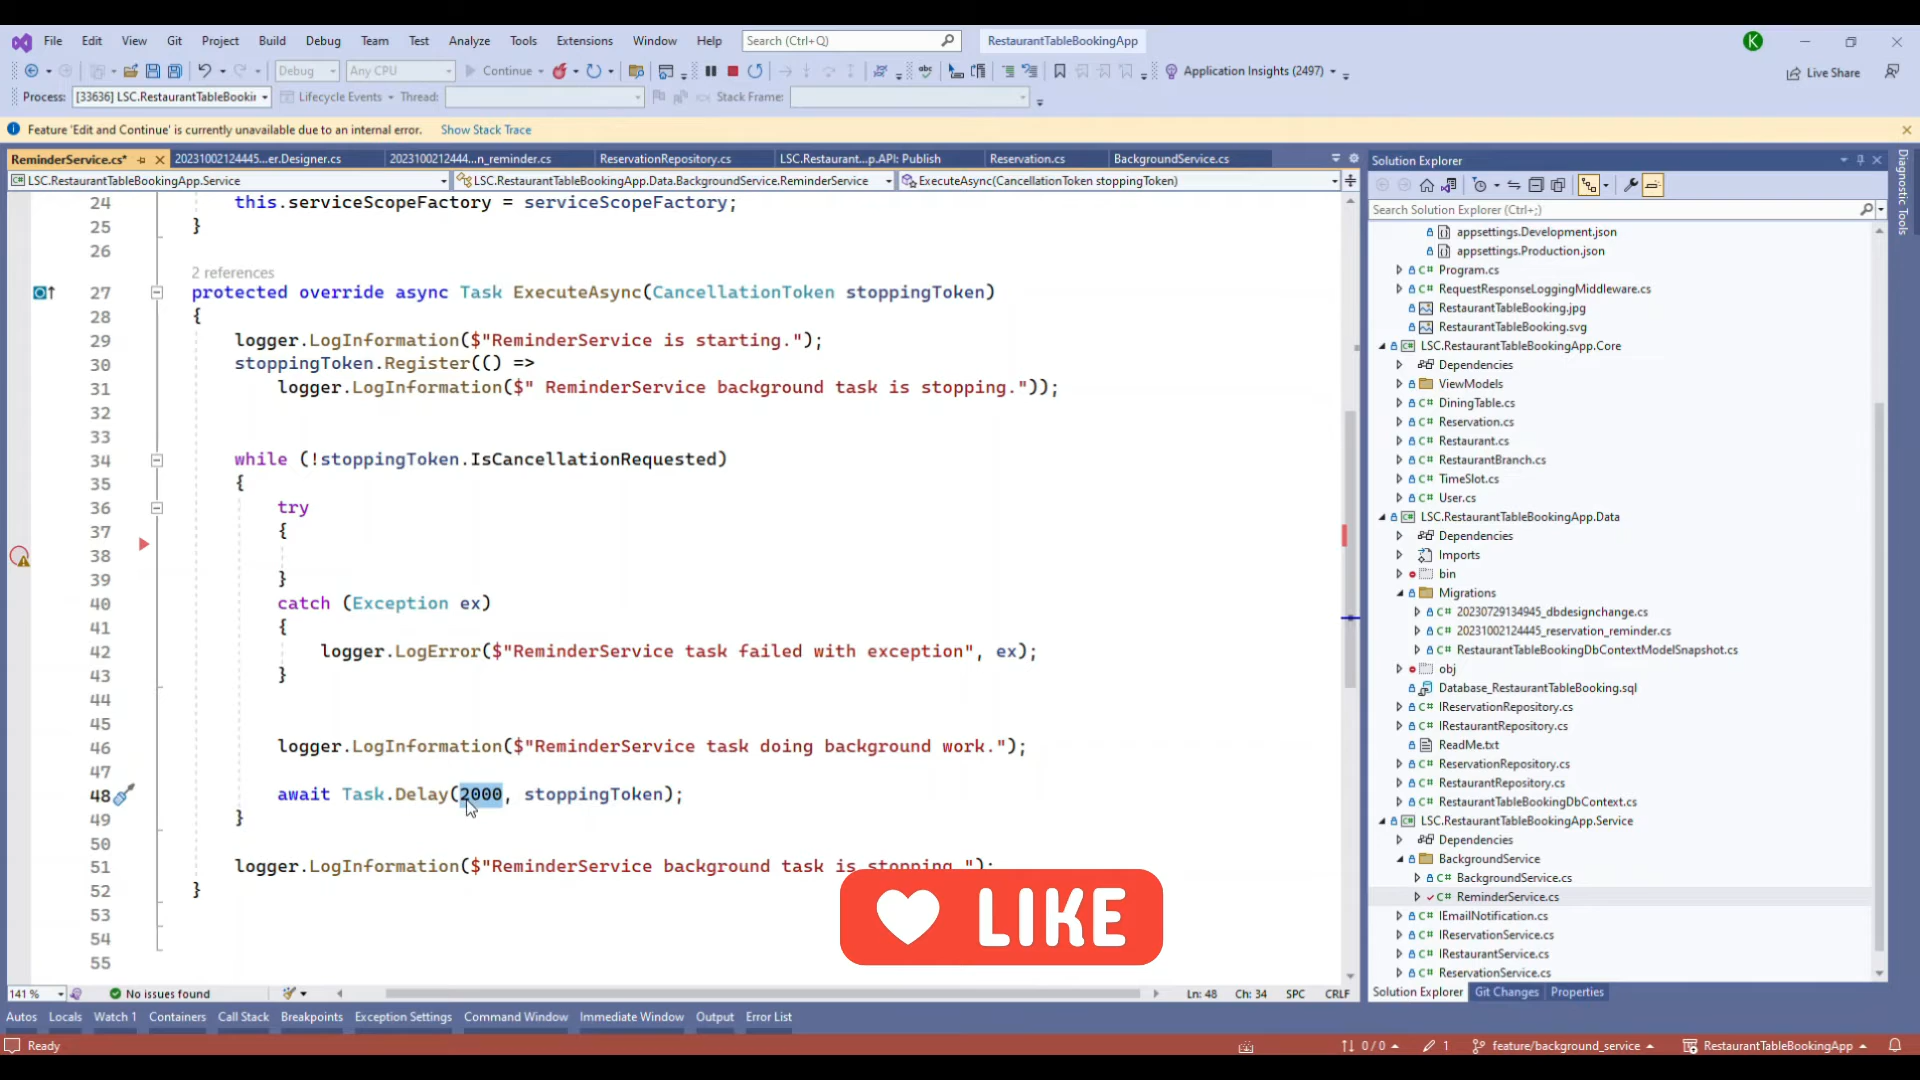 File Edit View Git Project Build Debug Team Test Analyze Tools Extensions Window Help Search (Ctrl+Q) RestaurantTableBookingApp K
Debug Any CPU Continue Application Insights (2497) Live Share
Process: [33636] LSC.RestaurantTableBookin Lifecycle Events Thread: Stack Frame:
Feature 'Edit and Continue' is currently unavailable due to an internal error. Show Stack Trace
ReminderService.cs* 20231002124445...er.Designer.cs 202310021244...n_reminder.cs ReservationRepository.cs LSC.Restaurant...p.API: Publish Reservation.cs BackgroundService.cs
LSC.RestaurantTableBookingApp.Service LSC.RestaurantTableBookingApp.Data.BackgroundService.ReminderService ExecuteAsync(CancellationToken stoppingToken)
24 this.serviceScopeFactory = serviceScopeFactory;
25 }
26
2 references
27 protected override async Task ExecuteAsync(CancellationToken stoppingToken)
28 {
29 logger.LogInformation($"ReminderService is starting.");
30 stoppingToken.Register(() =>
31 logger.LogInformation($" ReminderService background task is stopping."));
32
33
34 while (!stoppingToken.IsCancellationRequested)
35 {
36 try
37 {
38
39 }
40 catch (Exception ex)
41 {
42 logger.LogError($"ReminderService task failed with exception", ex);
43 }
44
45
46 logger.LogInformation($"ReminderService task doing background work.");
47
48 await Task.Delay(2000, stoppingToken);
49 }
50
51 logger.LogInformation($"ReminderService background task is stopping.");
52 }
53
54
55
LIKE
141 % No issues found Ln: 48 Ch: 34 SPC CRLF
Solution Explorer
Search Solution Explorer (Ctrl+;)
appsettings.Development.json
appsettings.Production.json
C# Program.cs
C# RequestResponseLoggingMiddleware.cs
RestaurantTableBooking.jpg
RestaurantTableBooking.svg
LSC.RestaurantTableBookingApp.Core
Dependencies
ViewModels
C# DiningTable.cs
C# Reservation.cs
C# Restaurant.cs
C# RestaurantBranch.cs
C# TimeSlot.cs
C# User.cs
LSC.RestaurantTableBookingApp.Data
Dependencies
Imports
bin
Migrations
C# 20230729134945_dbdesignchange.cs
C# 20231002124445_reservation_reminder.cs
C# RestaurantTableBookingDbContextModelSnapshot.cs
obj
Database_RestaurantTableBooking.sql
C# IReservationRepository.cs
C# IRestaurantRepository.cs
ReadMe.txt
C# ReservationRepository.cs
C# RestaurantRepository.cs
C# RestaurantTableBookingDbContext.cs
LSC.RestaurantTableBookingApp.Service
Dependencies
BackgroundService
C# BackgroundService.cs
C# ReminderService.cs
C# IEmailNotification.cs
C# IReservationService.cs
C# IRestaurantService.cs
C# ReservationService.cs
Solution Explorer Git Changes Properties
Diagnostic Tools
Autos Locals Watch 1 Containers Call Stack Breakpoints Exception Settings Command Window Immediate Window Output Error List
Ready 0 / 0 1 feature/background_service RestaurantTableBookingApp